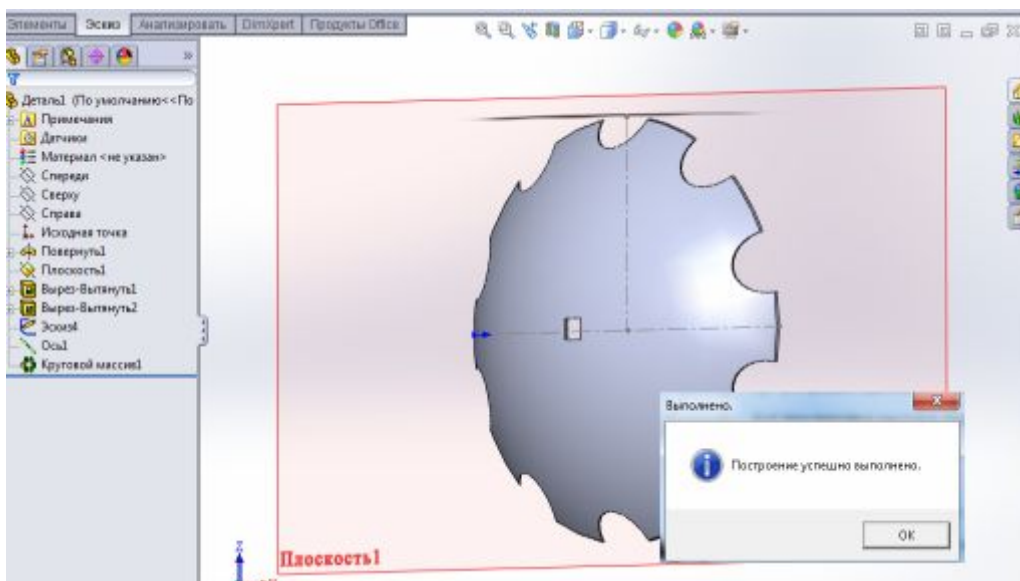 Элементы Эскиз Анализировать DimXpert Продукты Office
Деталь1 (По умолчанию<<По
Примечания
Датчики
Материал <не указан>
Спереди
Сверху
Справа
Исходная точка
Повернуть1
Плоскость1
Вырез-Вытянуть1
Вырез-Вытянуть2
Эскиз4
Ось1
Круговой массив1
Плоскость1
Z
Выполнено.
Построение успешно выполнено.
OK